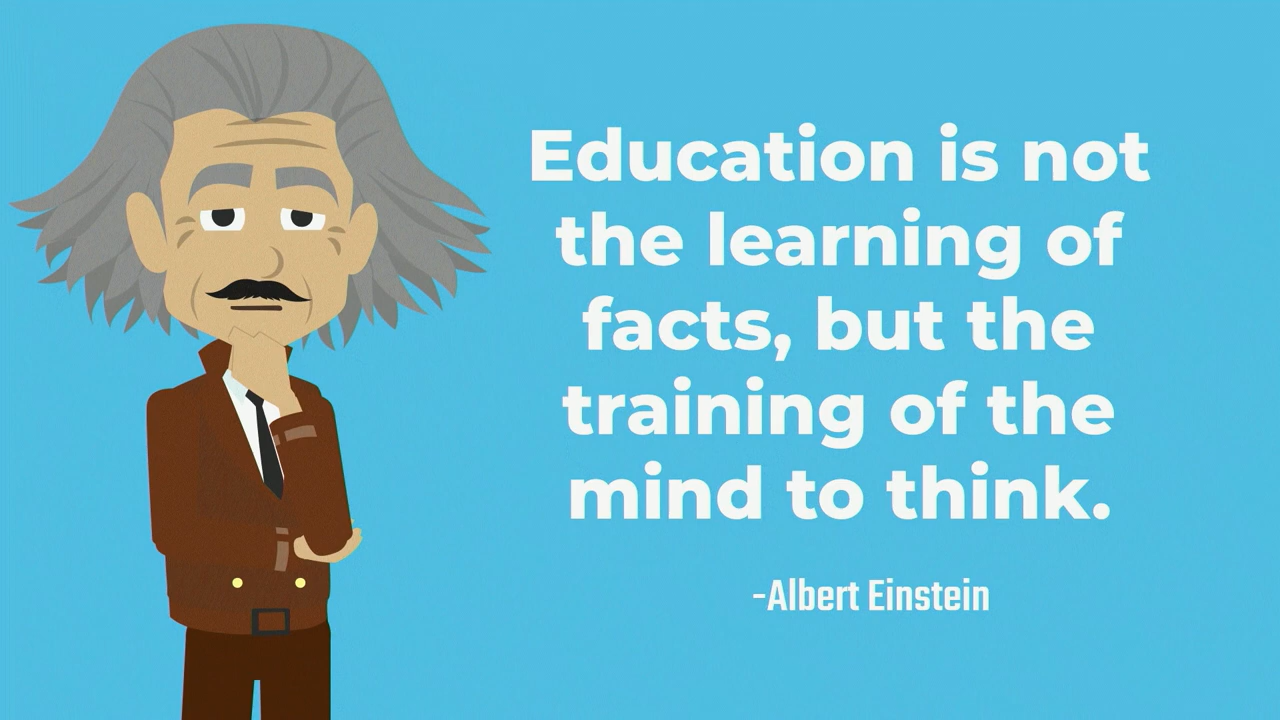 Education is not
the learning of
facts, but the
training of the
mind to think.
-Albert Einstein